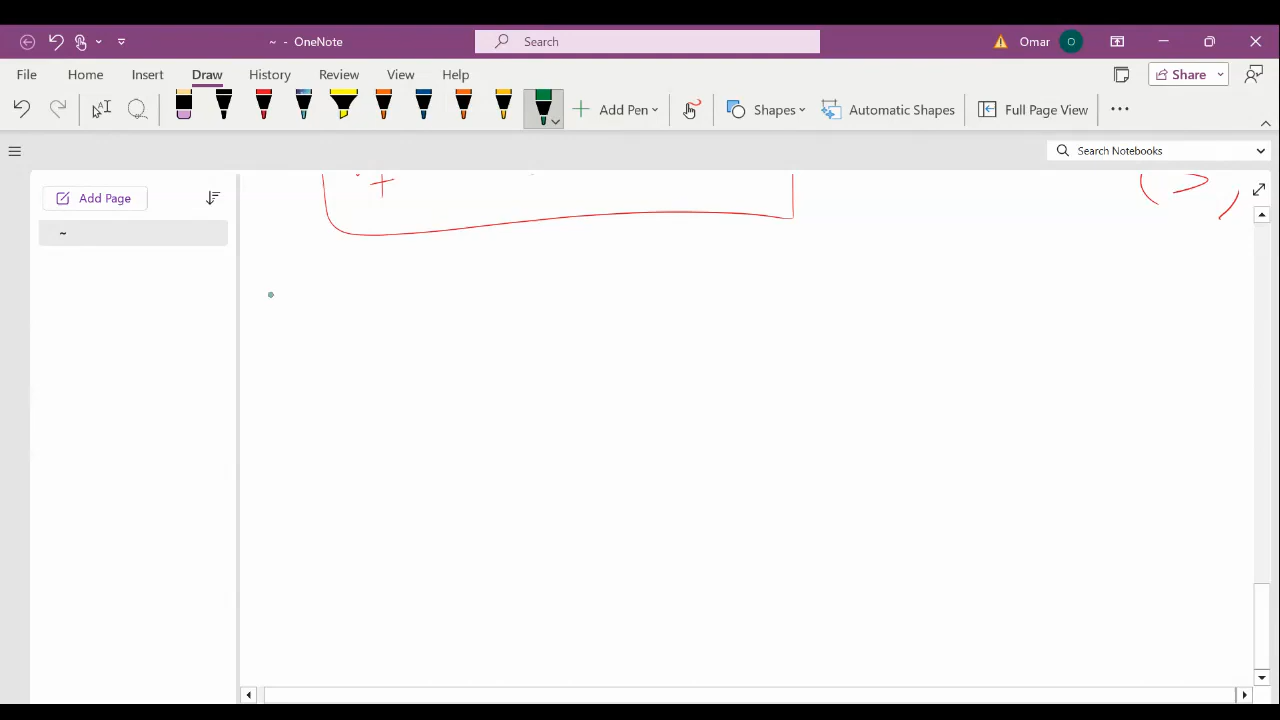 ~ - OneNote
Search
Omar
O
File
Home
Insert
Draw
History
Review
View
Help
Share
Add Pen
Shapes
Automatic Shapes
Full Page View
Search Notebooks
Add Page
~
+